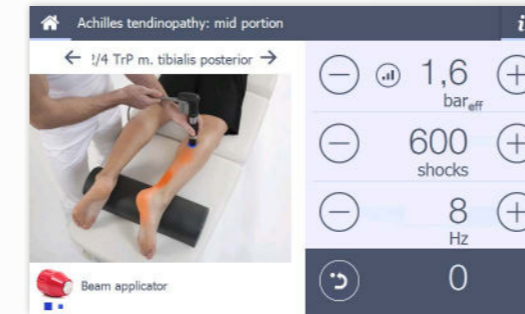 Achilles tendinopathy: mid portion
i
← 2/4 TrP m. tibialis posterior →
1,6
bar eff
600
shocks
8
Hz
0
Beam applicator